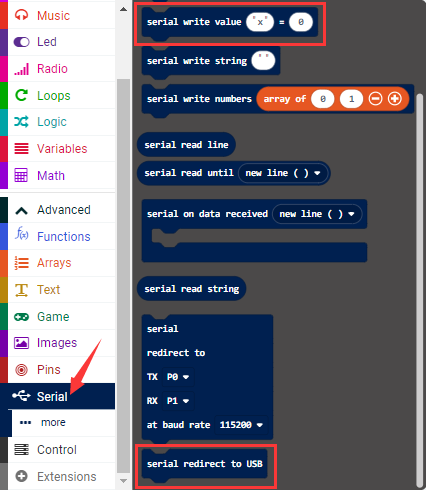 Music
Led
Radio
Loops
Logic
Variables
Math
Advanced
Functions
Arrays
Text
Game
Images
Pins
Serial
more
Control
Extensions
serial write value "x" = 0
serial write string " "
serial write numbers array of 0 1
serial read line
serial read until new line ( )
serial on data received new line ( )
serial read string
serial
redirect to
TX P0
RX P1
at baud rate 115200
serial redirect to USB